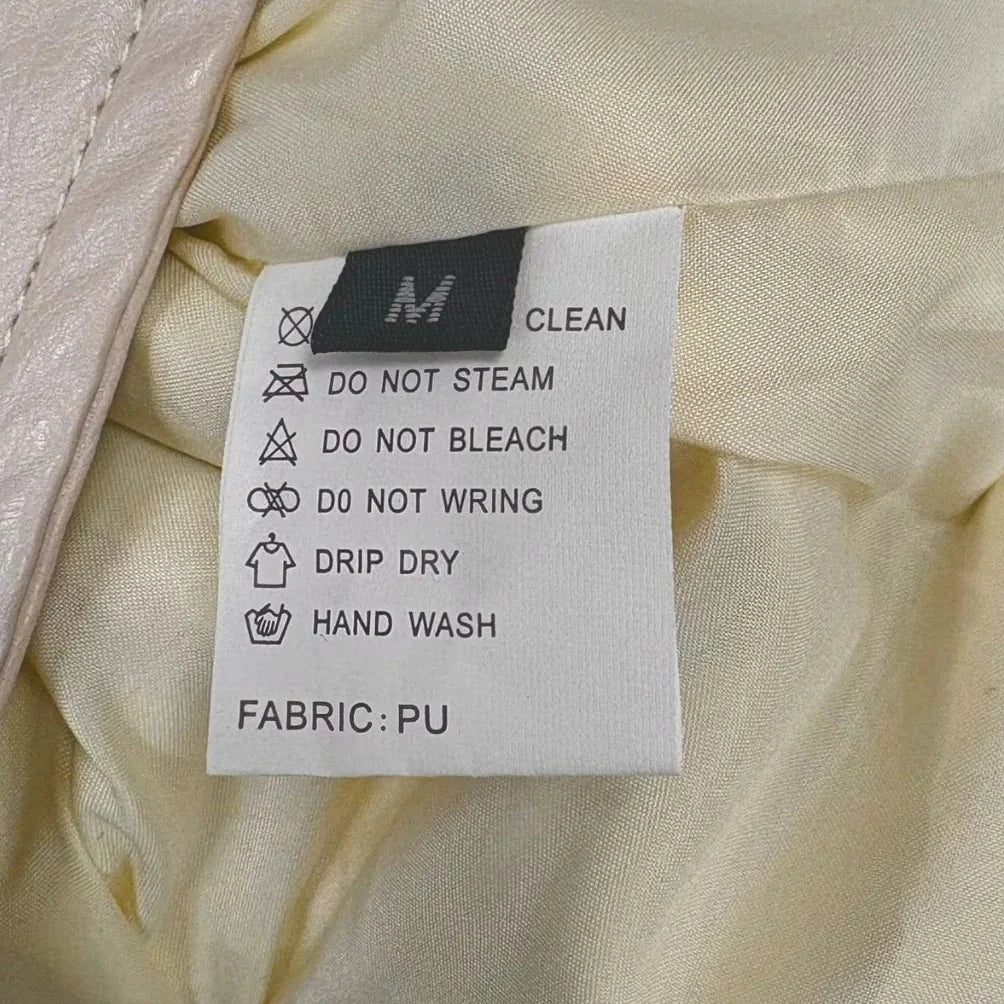 M
CLEAN
DO NOT STEAM
DO NOT BLEACH
D0 NOT WRING
DRIP DRY
HAND WASH
FABRIC: PU